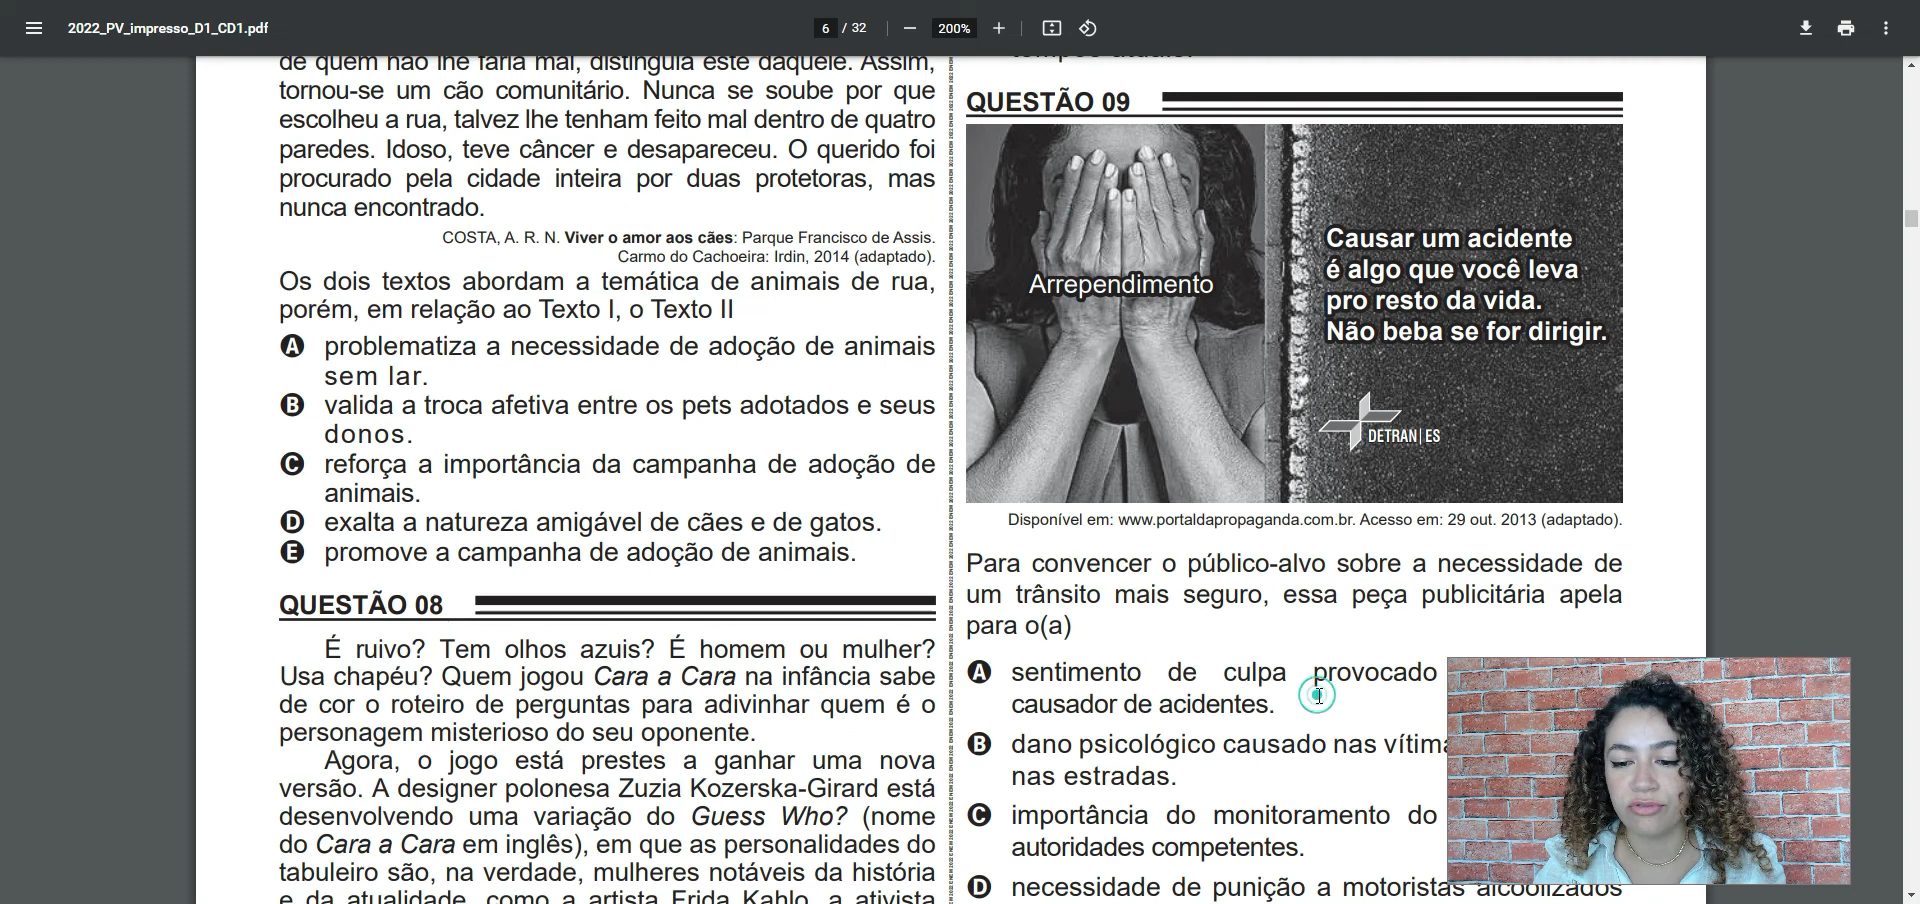 2022_PV_impresso_D1_CD1.pdf
6 / 32
200%
de quem não lhe faria mal, distinguia este daquele. Assim,
tornou-se um cão comunitário. Nunca se soube por que
escolheu a rua, talvez lhe tenham feito mal dentro de quatro
paredes. Idoso, teve câncer e desapareceu. O querido foi
procurado pela cidade inteira por duas protetoras, mas
nunca encontrado.
COSTA, A. R. N. Viver o amor aos cães: Parque Francisco de Assis.
Carmo do Cachoeira: Irdin, 2014 (adaptado).
Os dois textos abordam a temática de animais de rua,
porém, em relação ao Texto I, o Texto II
A problematiza a necessidade de adoção de animais
sem lar.
B valida a troca afetiva entre os pets adotados e seus
donos.
C reforça a importância da campanha de adoção de
animais.
D exalta a natureza amigável de cães e de gatos.
E promove a campanha de adoção de animais.
QUESTÃO 08
É ruivo? Tem olhos azuis? É homem ou mulher?
Usa chapéu? Quem jogou Cara a Cara na infância sabe
de cor o roteiro de perguntas para adivinhar quem é o
personagem misterioso do seu oponente.
Agora, o jogo está prestes a ganhar uma nova
versão. A designer polonesa Zuzia Kozerska-Girard está
desenvolvendo uma variação do Guess Who? (nome
do Cara a Cara em inglês), em que as personalidades do
tabuleiro são, na verdade, mulheres notáveis da história
e da atualidade, como a artista Frida Kahlo, a ativista
QUESTÃO 09
Arrependimento
Causar um acidente
é algo que você leva
pro resto da vida.
Não beba se for dirigir.
DETRAN|ES
Disponível em: www.portaldapropaganda.com.br. Acesso em: 29 out. 2013 (adaptado).
Para convencer o público-alvo sobre a necessidade de
um trânsito mais seguro, essa peça publicitária apela
para o(a)
A sentimento de culpa provocado
causador de acidentes.
B dano psicológico causado nas
nas estradas.
C importância do monitoramento do
autoridades competentes.
D necessidade de punição a motoristas alcoolizados